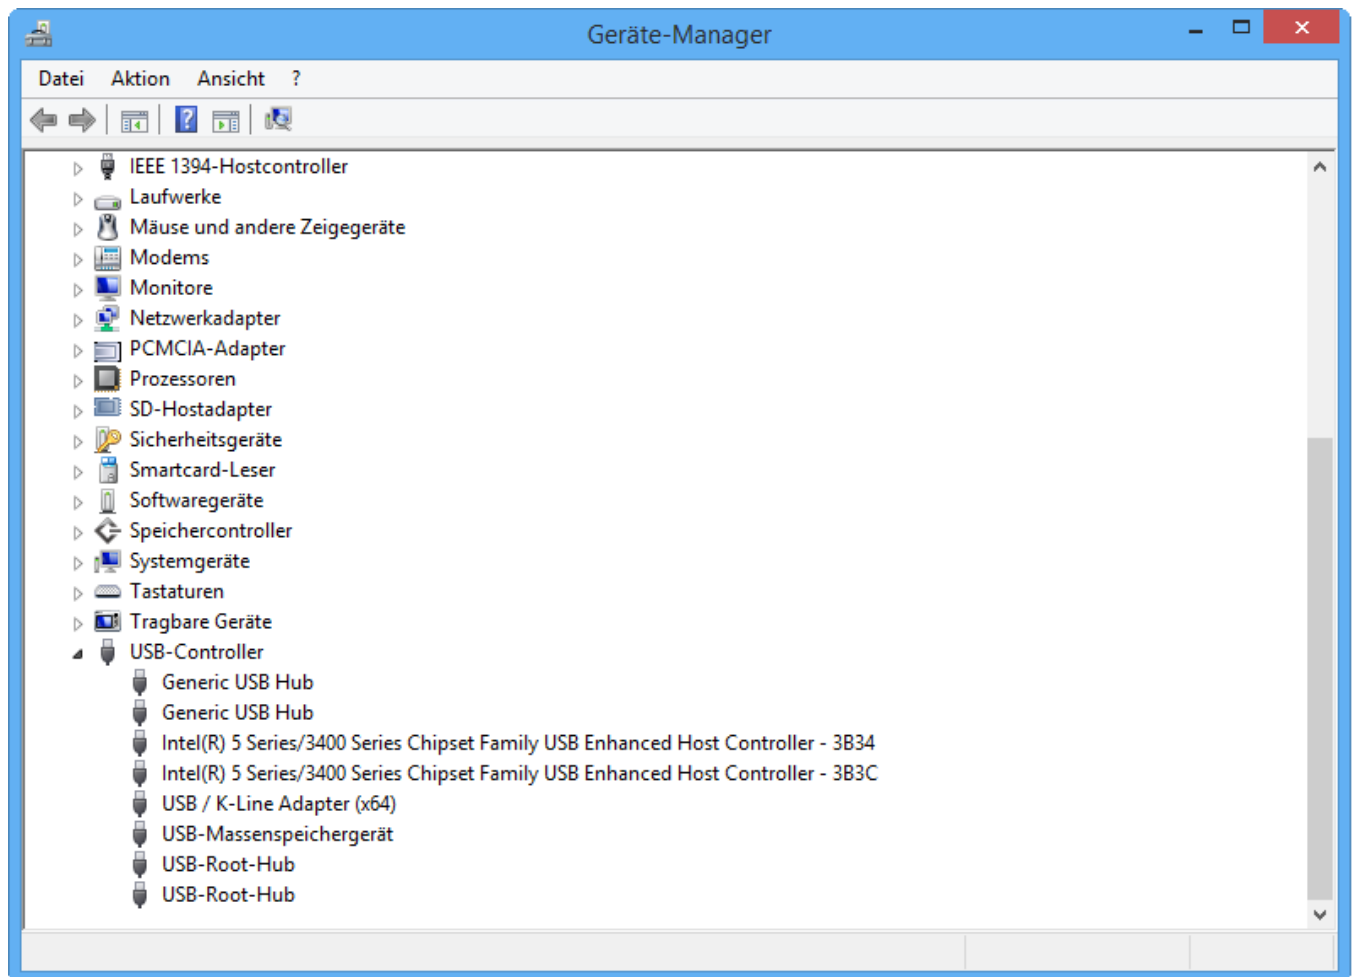 Geräte-Manager
Datei Aktion Ansicht ?
IEEE 1394-Hostcontroller
Laufwerke
Mäuse und andere Zeigegeräte
Modems
Monitore
Netzwerkadapter
PCMCIA-Adapter
Prozessoren
SD-Hostadapter
Sicherheitsgeräte
Smartcard-Leser
Softwaregeräte
Speichercontroller
Systemgeräte
Tastaturen
Tragbare Geräte
USB-Controller
Generic USB Hub
Generic USB Hub
Intel(R) 5 Series/3400 Series Chipset Family USB Enhanced Host Controller - 3B34
Intel(R) 5 Series/3400 Series Chipset Family USB Enhanced Host Controller - 3B3C
USB / K-Line Adapter (x64)
USB-Massenspeichergerät
USB-Root-Hub
USB-Root-Hub